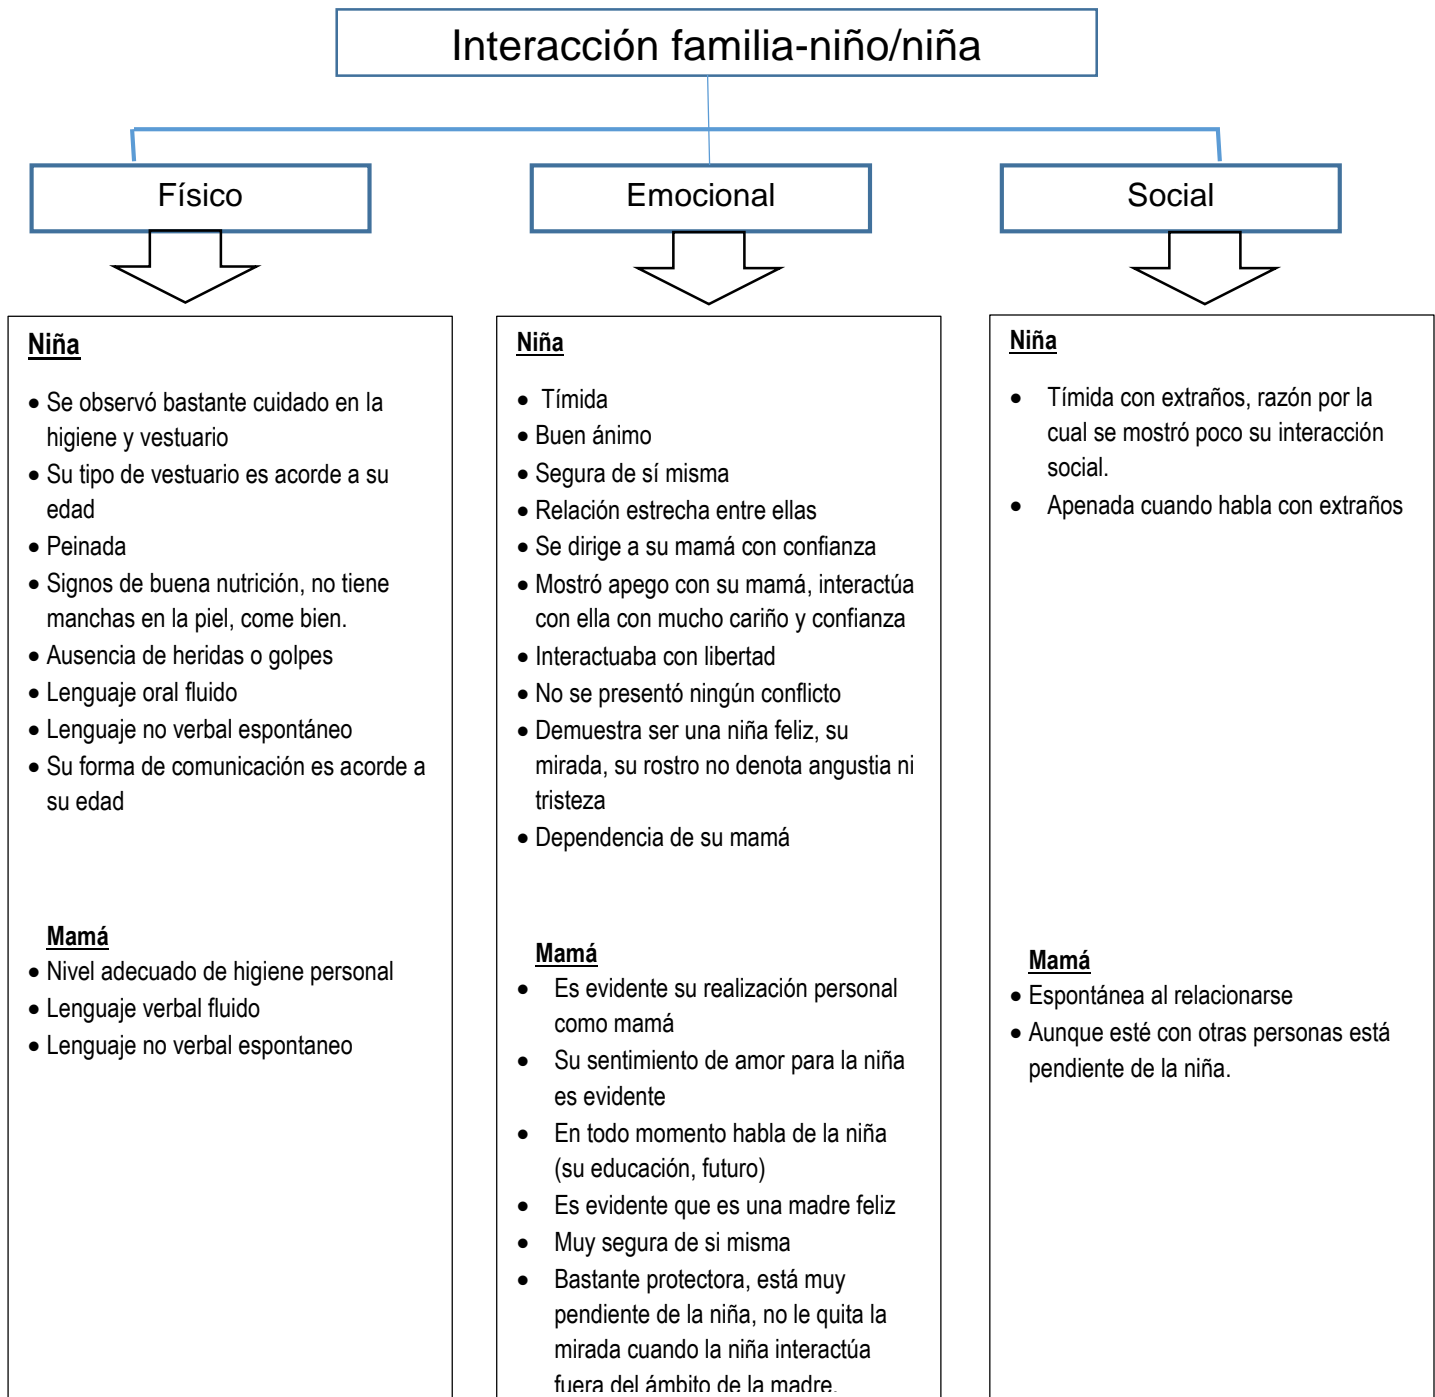 Interacción familia-niño/niña
Físico
Emocional
Social
Niña
• Se observó bastante cuidado en la
higiene y vestuario
• Su tipo de vestuario es acorde a su
edad
• Peinada
• Signos de buena nutrición, no tiene
manchas en la piel, come bien.
• Ausencia de heridas o golpes
• Lenguaje oral fluido
• Lenguaje no verbal espontáneo
• Su forma de comunicación es acorde a
su edad
Mamá
• Nivel adecuado de higiene personal
• Lenguaje verbal fluido
• Lenguaje no verbal espontaneo
Niña
• Tímida
• Buen ánimo
• Segura de sí misma
• Relación estrecha entre ellas
• Se dirige a su mamá con confianza
• Mostró apego con su mamá, interactúa
con ella con mucho cariño y confianza
• Interactuaba con libertad
• No se presentó ningún conflicto
• Demuestra ser una niña feliz, su
mirada, su rostro no denota angustia ni
tristeza
• Dependencia de su mamá
Mamá
• Es evidente su realización personal
como mamá
• Su sentimiento de amor para la niña
es evidente
• En todo momento habla de la niña
(su educación, futuro)
• Es evidente que es una madre feliz
• Muy segura de si misma
• Bastante protectora, está muy
pendiente de la niña, no le quita la
mirada cuando la niña interactúa
fuera del ámbito de la madre.
Niña
• Tímida con extraños, razón por la
cual se mostró poco su interacción
social.
• Apenada cuando habla con extraños
Mamá
• Espontánea al relacionarse
• Aunque esté con otras personas está
pendiente de la niña.